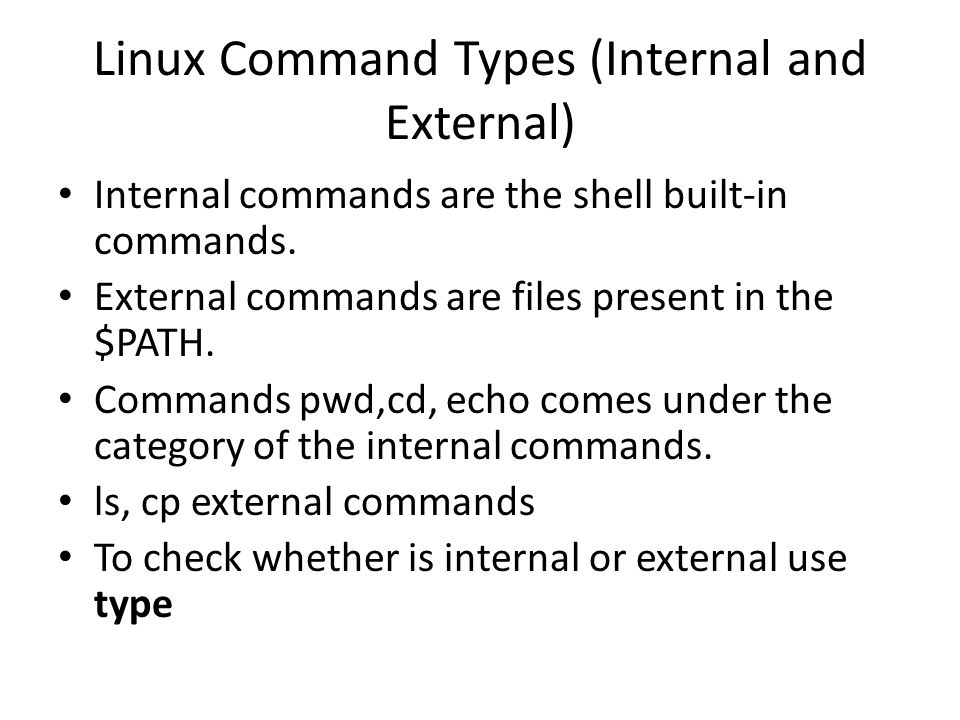 Linux Command Types (Internal and
External)
• Internal commands are the shell built-in
commands.
• External commands are files present in the
$PATH.
• Commands pwd,cd, echo comes under the
category of the internal commands.
• ls, cp external commands
• To check whether is internal or external use
type